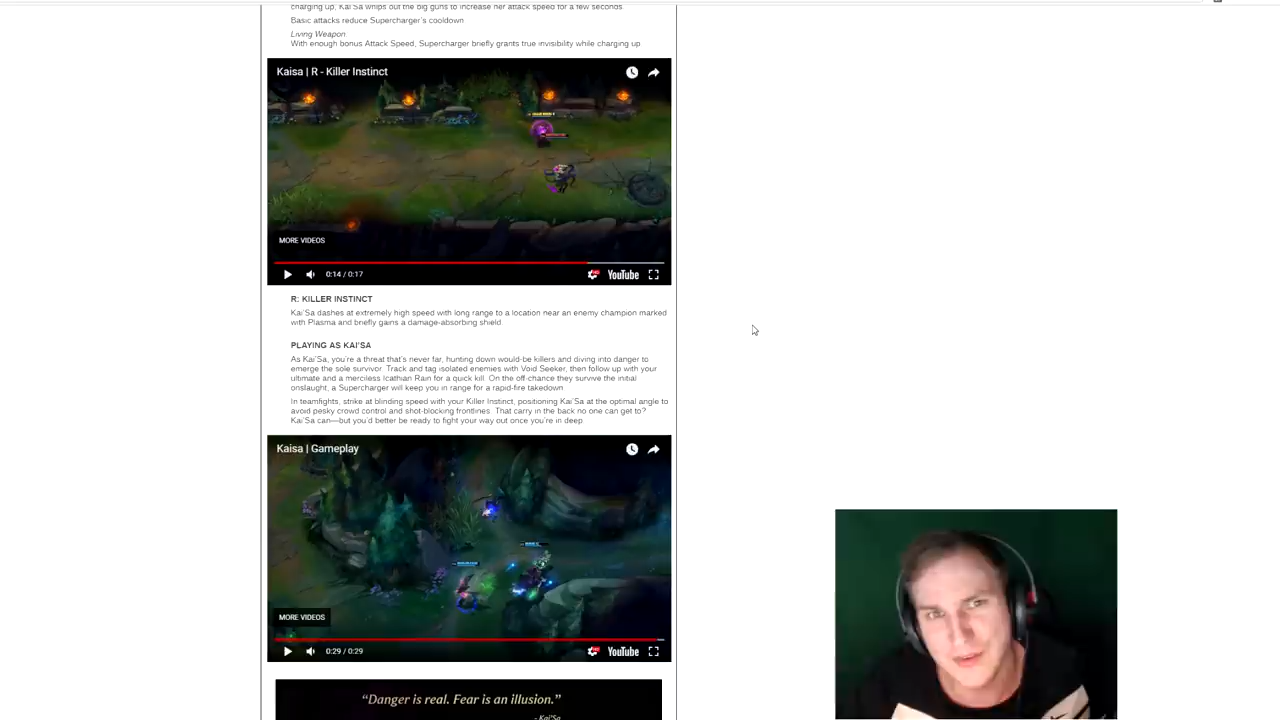 charging up, Kai'Sa whips out the big guns to increase her attack speed for a few seconds.
Basic attacks reduce Supercharger's cooldown
Living Weapon
With enough bonus Attack Speed, Supercharger briefly grants true invisibility while charging up
Kaisa | R - Killer Instinct
MORE VIDEOS
0:14 / 0:17
YouTube
R: KILLER INSTINCT
Kai'Sa dashes at extremely high speed with long range to a location near an enemy champion marked
with Plasma and briefly gains a damage-absorbing shield
PLAYING AS KAI'SA
As Kai'Sa, you're a threat that's never far, hunting down would-be killers and diving into danger to
emerge the sole survivor. Track and tag isolated enemies with Void Seeker, then follow up with your
ultimate and a merciless Icathian Rain for a quick kill. On the off-chance they survive the initial
onslaught, a Supercharger will keep you in range for a rapid-fire takedown
In teamfights, strike at blinding speed with your Killer Instinct, positioning Kai'Sa at the optimal angle to
avoid pesky crowd control and shot-blocking frontlines. That carry in the back no one can get to?
Kai'Sa can—but you'd better be ready to fight your way out once you're in deep
Kaisa | Gameplay
MORE VIDEOS
0:29 / 0:29
YouTube
“Danger is real. Fear is an illusion.”
- Kai'Sa